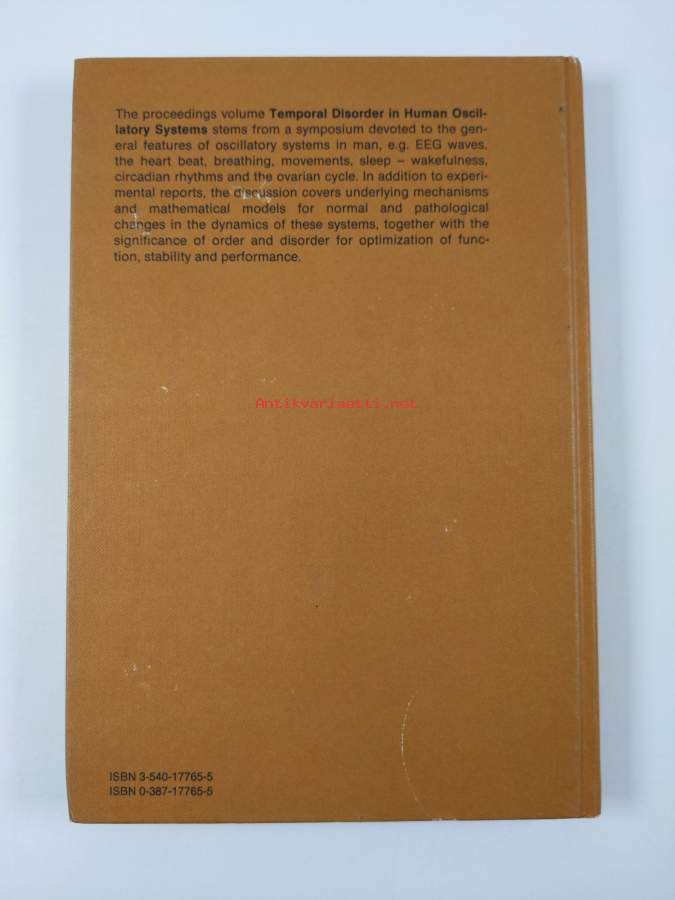 The proceedings volume Temporal Disorder in Human Oscil-
latory Systems stems from a symposium devoted to the gen-
eral features of oscillatory systems in man, e.g. EEG waves,
the heart beat, breathing, movements, sleep – wakefulness,
circadian rhythms and the ovarian cycle. In addition to experi-
mental reports, the discussion covers underlying mechanisms
and mathematical models for normal and pathological
changes in the dynamics of these systems, together with the
significance of order and disorder for optimization of func-
tion, stability and performance.
Antikvariaatti.net
ISBN 3-540-17765-5
ISBN 0-387-17765-5